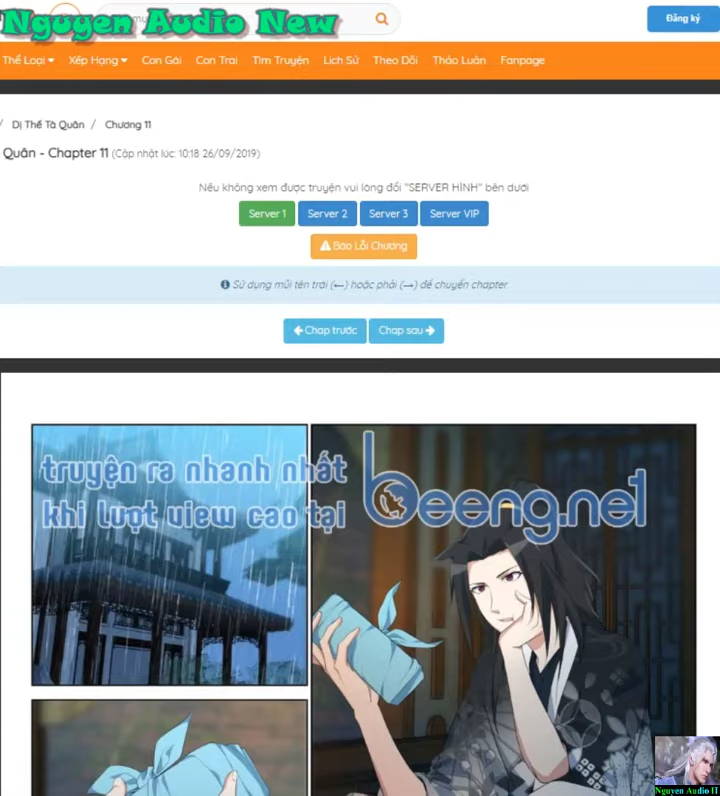 Nguyen Audio New
Đăng ký
Thể Loại Xếp Hạng Con Gái Con Trai Tìm Truyện Lịch Sử Theo Dõi Thảo Luận Fanpage
/ Dị Thế Tà Quân / Chương 11
Quân - Chapter 11 (Cập nhật lúc: 10:18 26/09/2019)
Nếu không xem được truyện vui lòng đổi "SERVER HÌNH" bên dưới
Server 1 Server 2 Server 3 Server VIP
Báo Lỗi Chương
Sử dụng mũi tên trái (←) hoặc phải (→) để chuyển chapter
Chap trước Chap sau
truyện ra nhanh nhất
khi lượt view cao tại
beeng.net
Nguyen Audio II